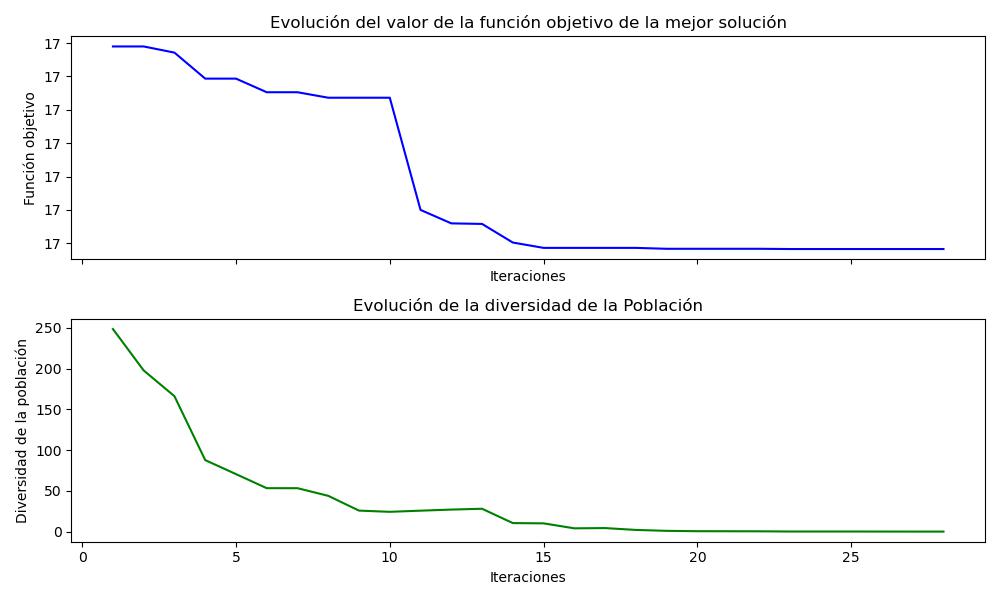 Evolución del valor de la función objetivo de la mejor solución
17
17
17
17
17
17
17
Función objetivo
Iteraciones
Evolución de la diversidad de la Población
250
200
150
100
50
0
Diversidad de la población
0 5 10 15 20 25
Iteraciones